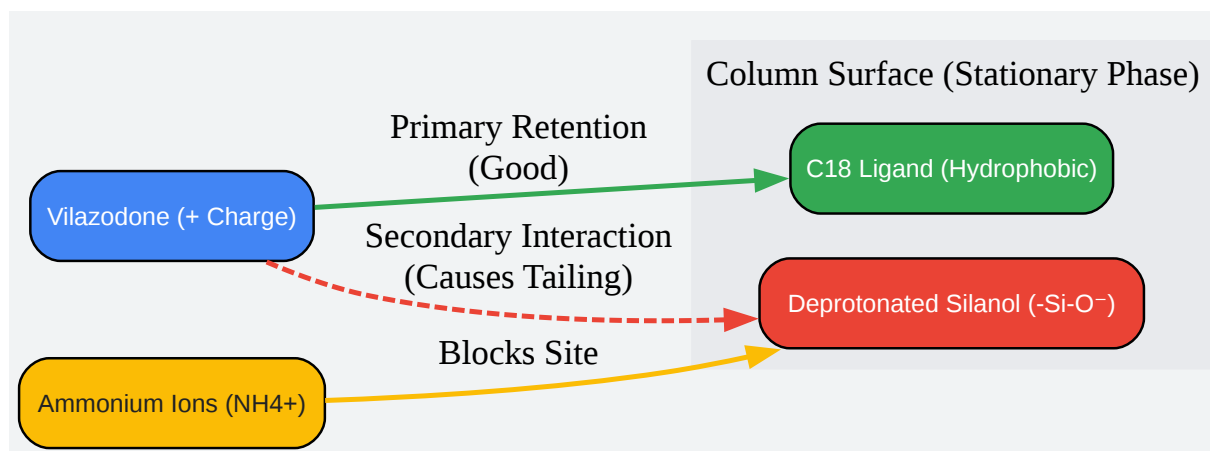 Column Surface (Stationary Phase)
Primary Retention
(Good)
C18 Ligand (Hydrophobic)
Vilazodone (+ Charge)
Secondary Interaction
(Causes Tailing)
Deprotonated Silanol (-Si-O⁻)
Blocks Site
Ammonium Ions (NH4+)